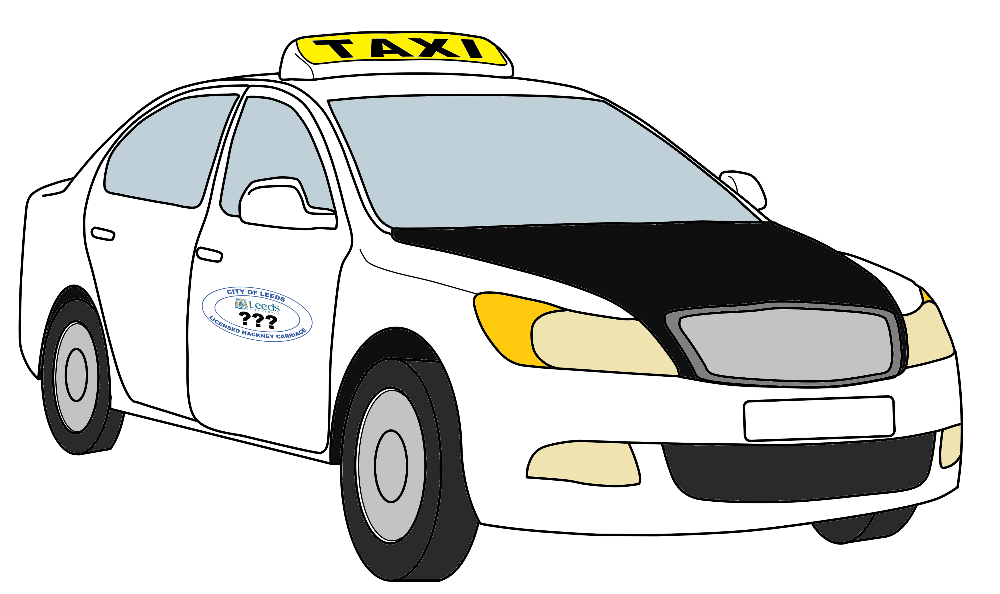 TAXI
CITY OF LEEDS
Leeds
CITY COUNCIL
???
LICENSED HACKNEY CARRIAGE